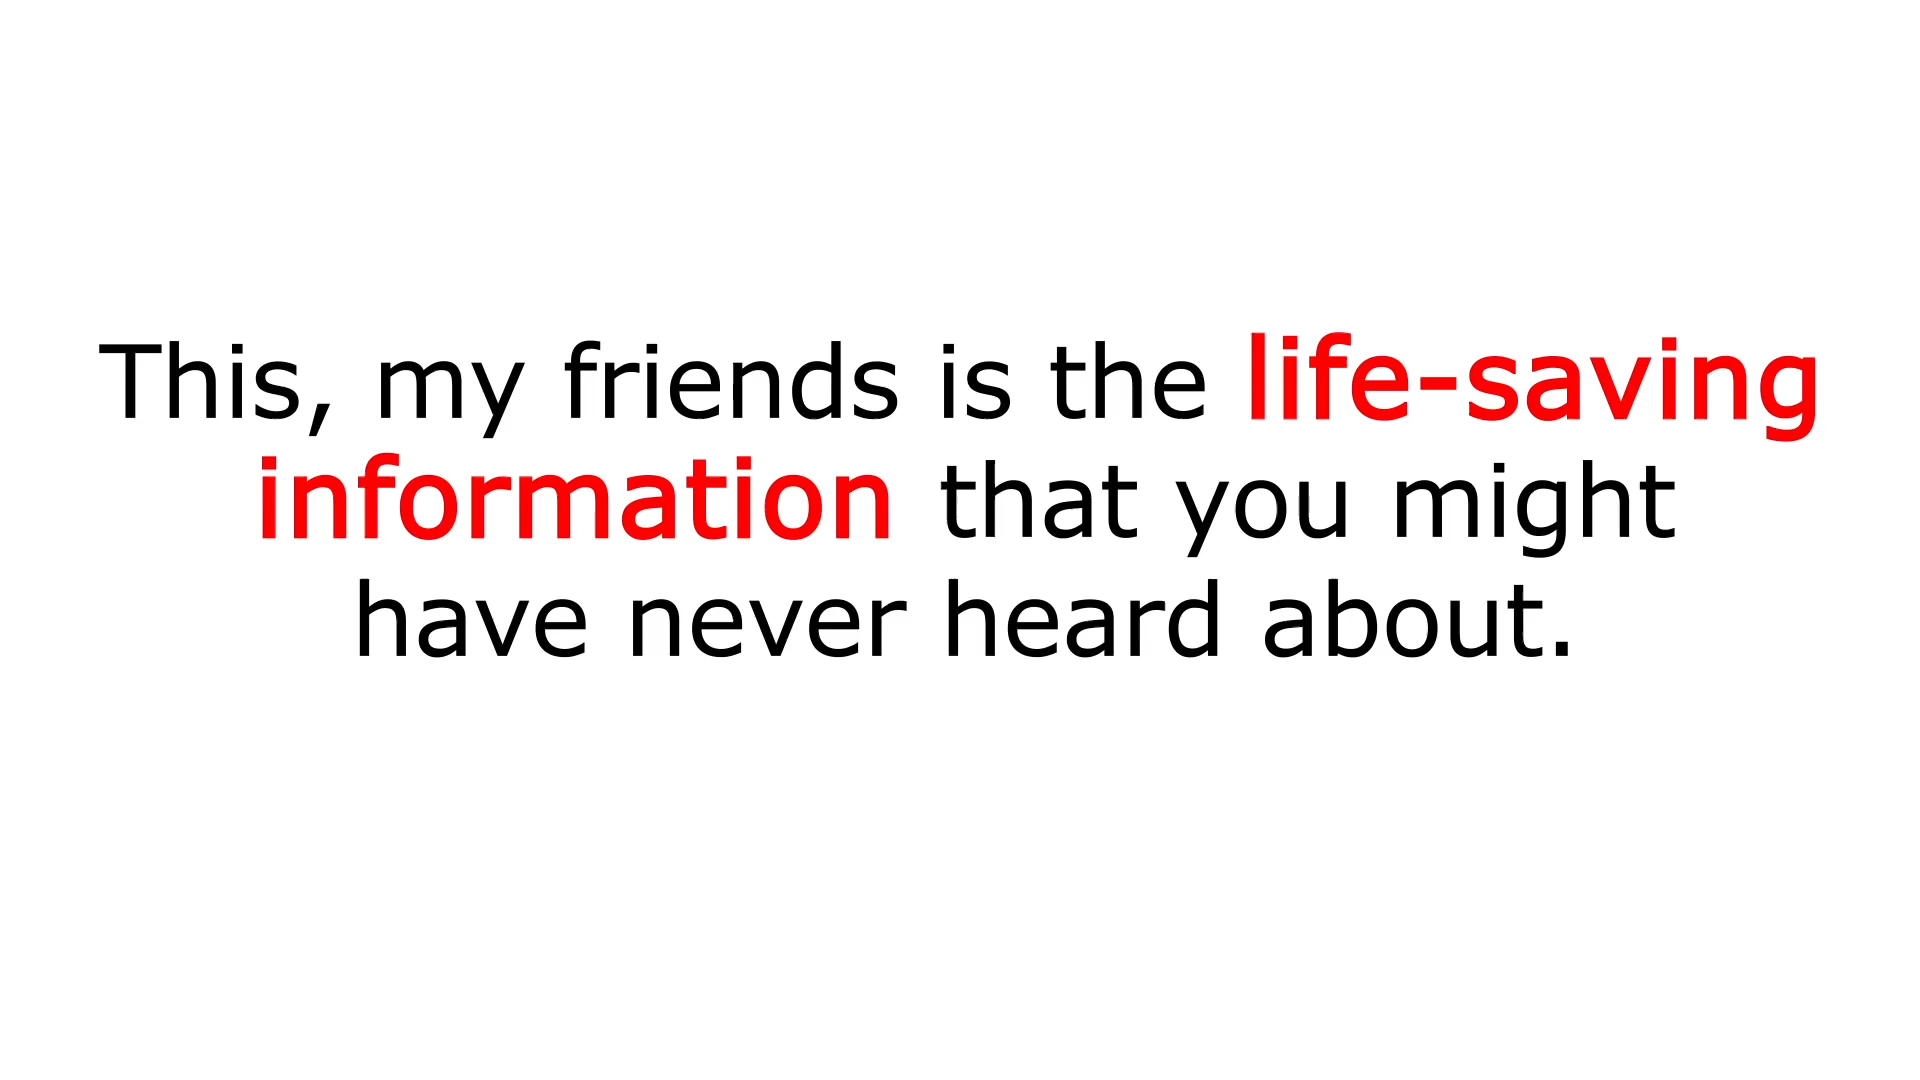 This, my friends is the life-saving
information that you might
have never heard about.